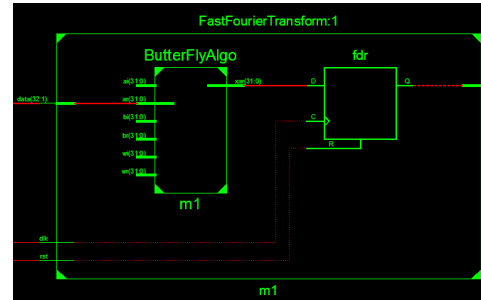 FastFourierTransform:1
ButterFlyAlgo
fdr
ai(31:0)
xar(31:0)
D
Q
data(32:1)
ar(31:0)
bi(31:0)
C
br(31:0)
R
wi(31:0)
wr(31:0)
m1
clk
rst
m1